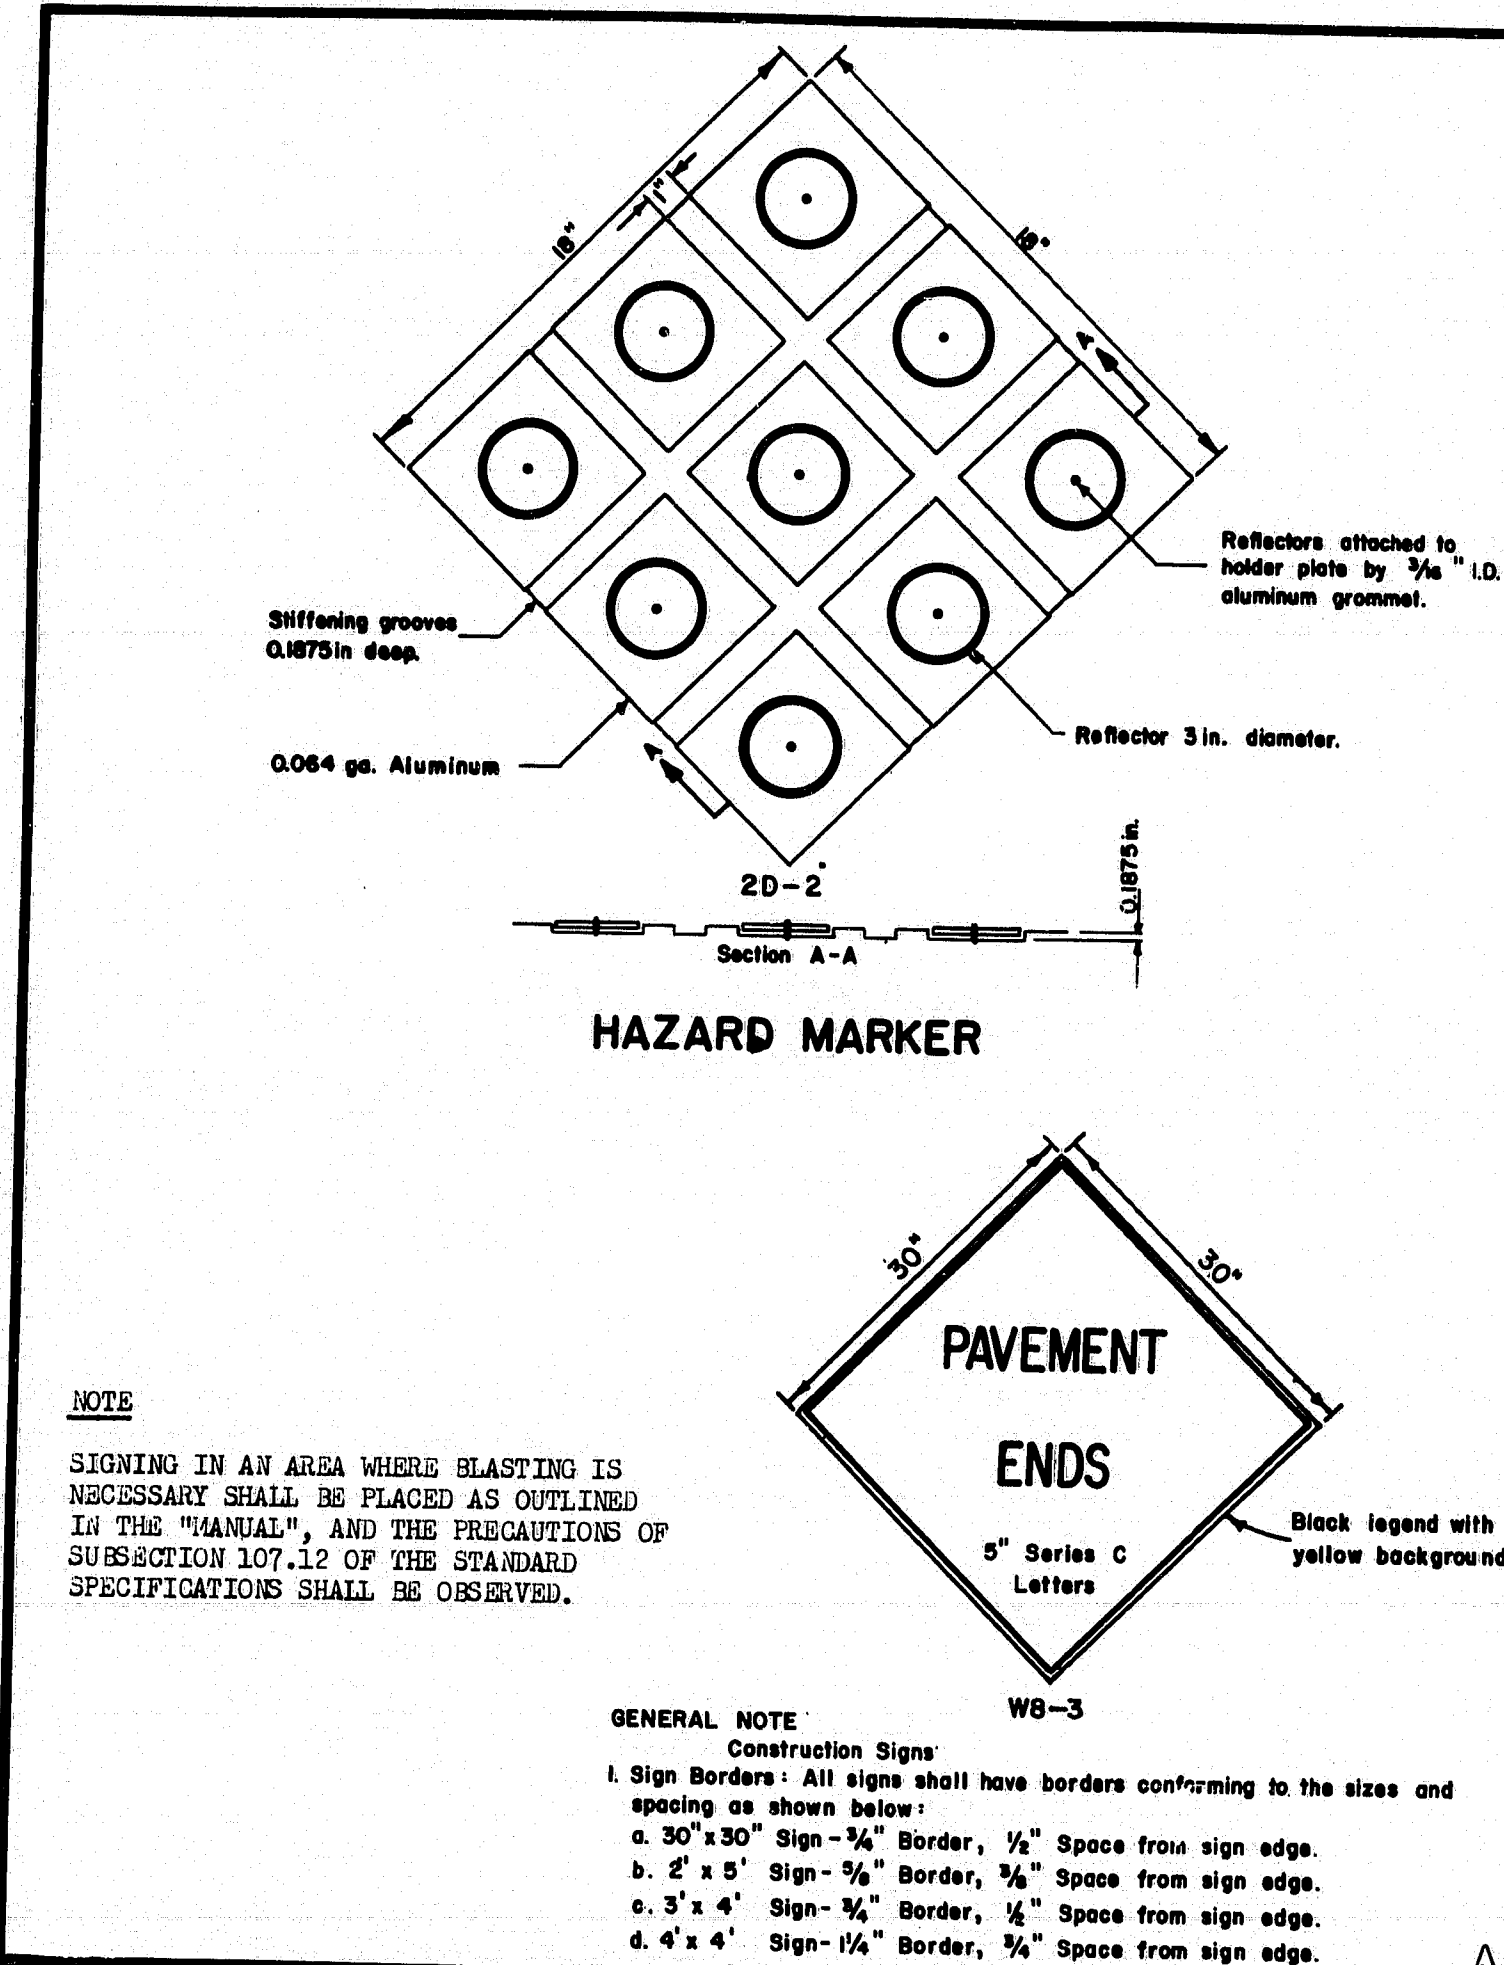 18"
1"
18"
A
Reflectors attached to
holder plate by 3/16 " I.D.
aluminum grommet.
Stiffening grooves
0.1875in deep.
Reflector 3 in. diameter.
0.064 ga. Aluminum
A
2D-2
0.1875in.
Section A-A
HAZARD MARKER
30"
30"
PAVEMENT
ENDS
5" Series C
Letters
Black legend with
yellow background
W8-3
NOTE
SIGNING IN AN AREA WHERE BLASTING IS
NECESSARY SHALL BE PLACED AS OUTLINED
IN THE "MANUAL", AND THE PRECAUTIONS OF
SUBSECTION 107.12 OF THE STANDARD
SPECIFICATIONS SHALL BE OBSERVED.
GENERAL NOTE
Construction Signs
1. Sign Borders: All signs shall have borders conforming to the sizes and
spacing as shown below:
a. 30"x30" Sign-3/4" Border, 1/2" Space from sign edge.
b. 2' x 5' Sign-5/8" Border, 3/8" Space from sign edge.
c. 3'x 4' Sign-3/4" Border, 1/2" Space from sign edge.
d. 4'x 4' Sign-1 1/4" Border, 3/4" Space from sign edge.